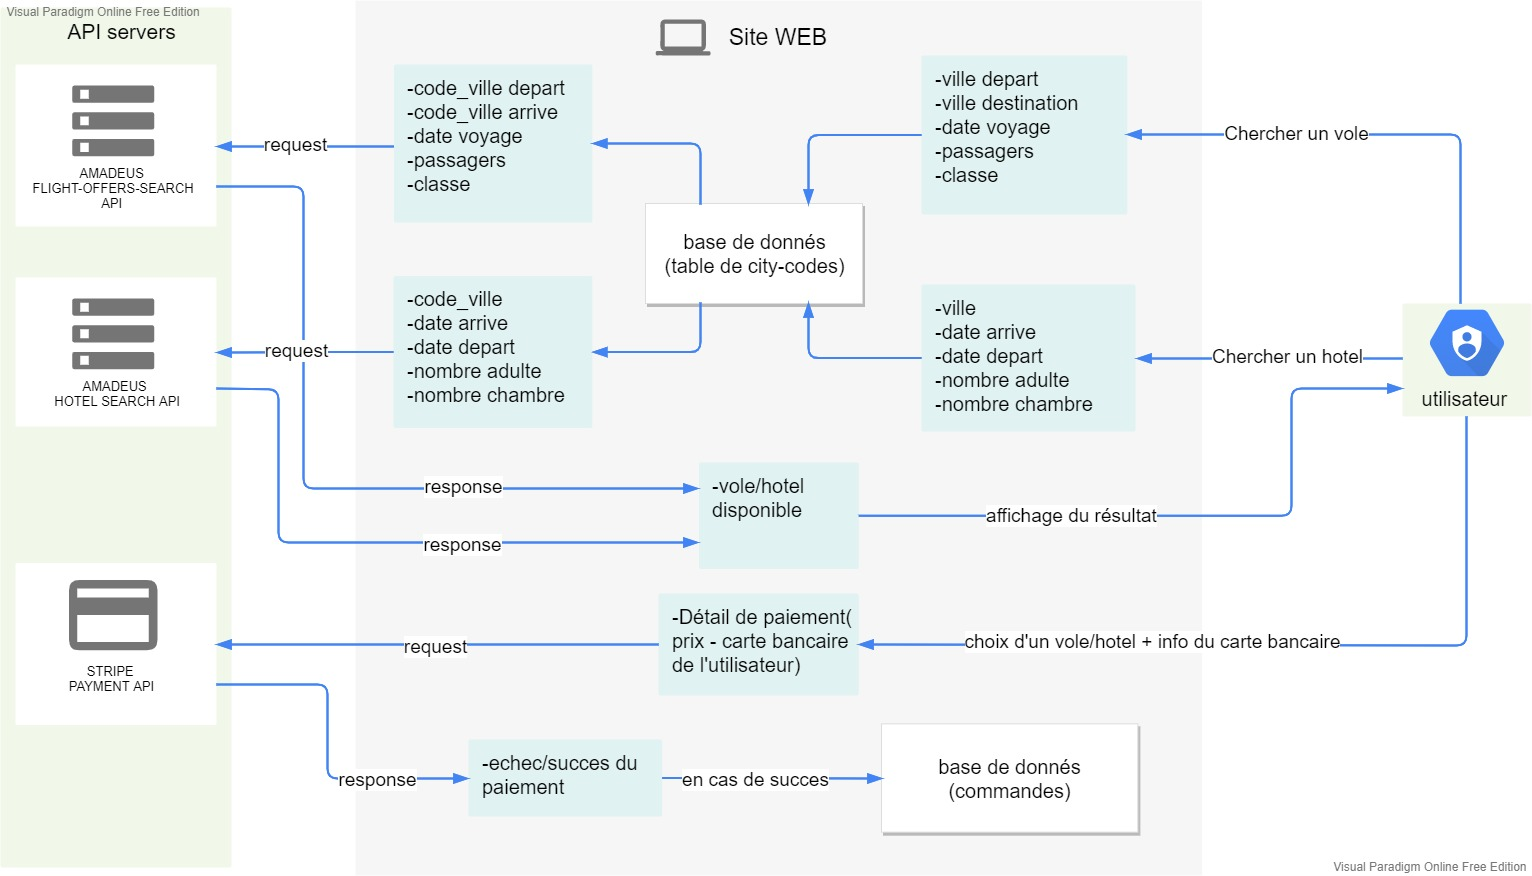 Visual Paradigm Online Free Edition
API servers
Site WEB
AMADEUS
FLIGHT-OFFERS-SEARCH
API
request
-code_ville depart
-code_ville arrive
-date voyage
-passagers
-classe
-ville depart
-ville destination
-date voyage
-passagers
-classe
Chercher un vole
base de donnés
(table de city-codes)
AMADEUS
HOTEL SEARCH API
request
-code_ville
-date arrive
-date depart
-nombre adulte
-nombre chambre
-ville
-date arrive
-date depart
-nombre adulte
-nombre chambre
Chercher un hotel
utilisateur
response
response
-vole/hotel
disponible
affichage du résultat
STRIPE
PAYMENT API
request
-Détail de paiement(
prix - carte bancaire
de l'utilisateur)
choix d'un vole/hotel + info du carte bancaire
response
-echec/succes du
paiement
en cas de succes
base de donnés
(commandes)
Visual Paradigm Online Free Edition